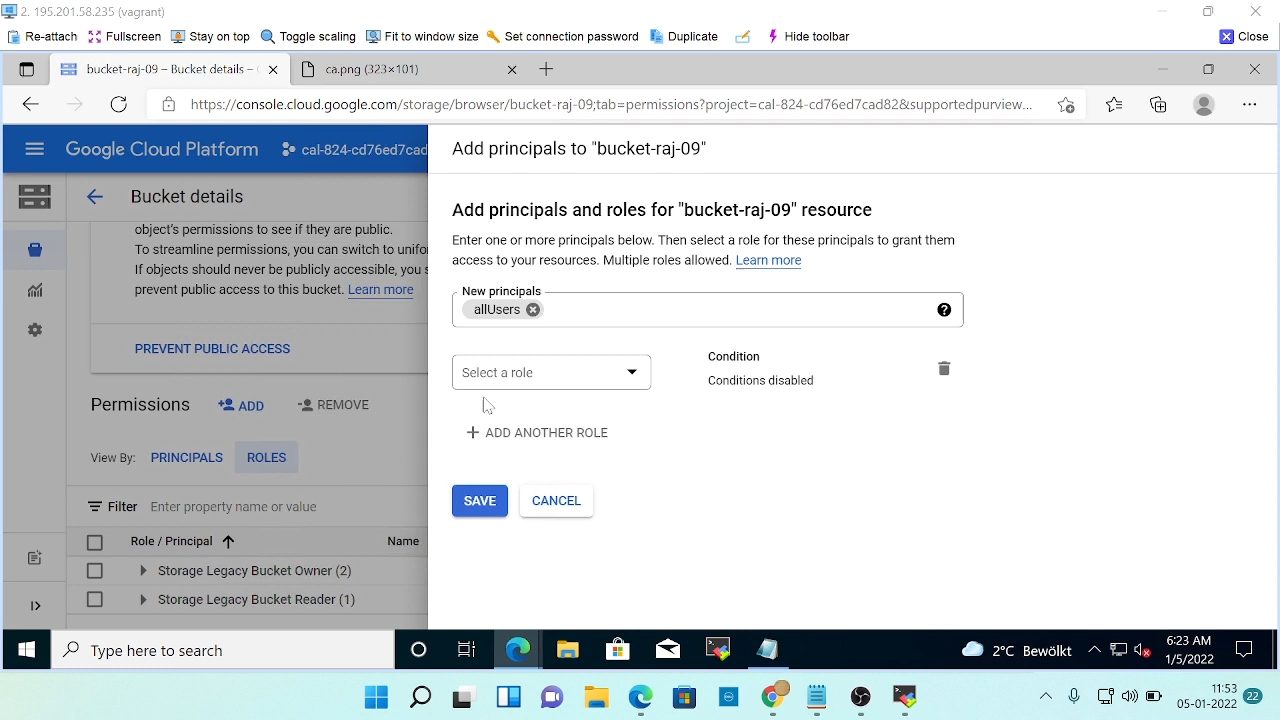 2. 195.201.58.235 (vagrant)
Re-attach Fullscreen Stay on top Toggle scaling Fit to window size Set connection password Duplicate Hide toolbar Close
bucket-raj-09 – Bucket details – ca.png (323×101)
https://console.cloud.google.com/storage/browser/bucket-raj-09;tab=permissions?project=cal-824-cd76ed7cad82&supportedpurview...
Google Cloud Platform cal-824-cd76ed7cad
Bucket details
object's permissions to see if they are public.
To streamline permissions, you can switch to unifo
If objects should never be publicly accessible, you s
prevent public access to this bucket. Learn more
PREVENT PUBLIC ACCESS
Permissions ADD REMOVE
View By: PRINCIPALS ROLES
Filter Enter property name or value
Role / Principal Name
Storage Legacy Bucket Owner (2)
Storage Legacy Bucket Reader (1)
Add principals to "bucket-raj-09"
Add principals and roles for "bucket-raj-09" resource
Enter one or more principals below. Then select a role for these principals to grant them
access to your resources. Multiple roles allowed. Learn more
New principals
allUsers
Select a role
Condition
Conditions disabled
ADD ANOTHER ROLE
SAVE CANCEL
Type here to search
2°C Bewölkt
6:23 AM
1/5/2022
11:53
05-01-2022
22